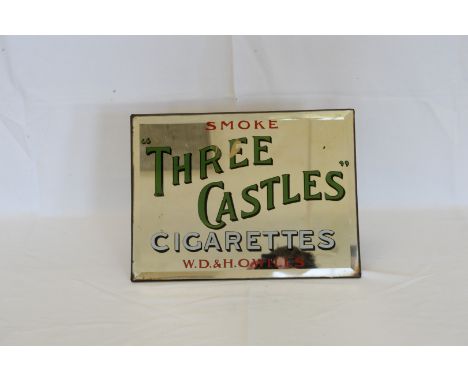 SMOKE
"THREE
CASTLES"
CIGARETTES
W.D.&H.O.WILLS